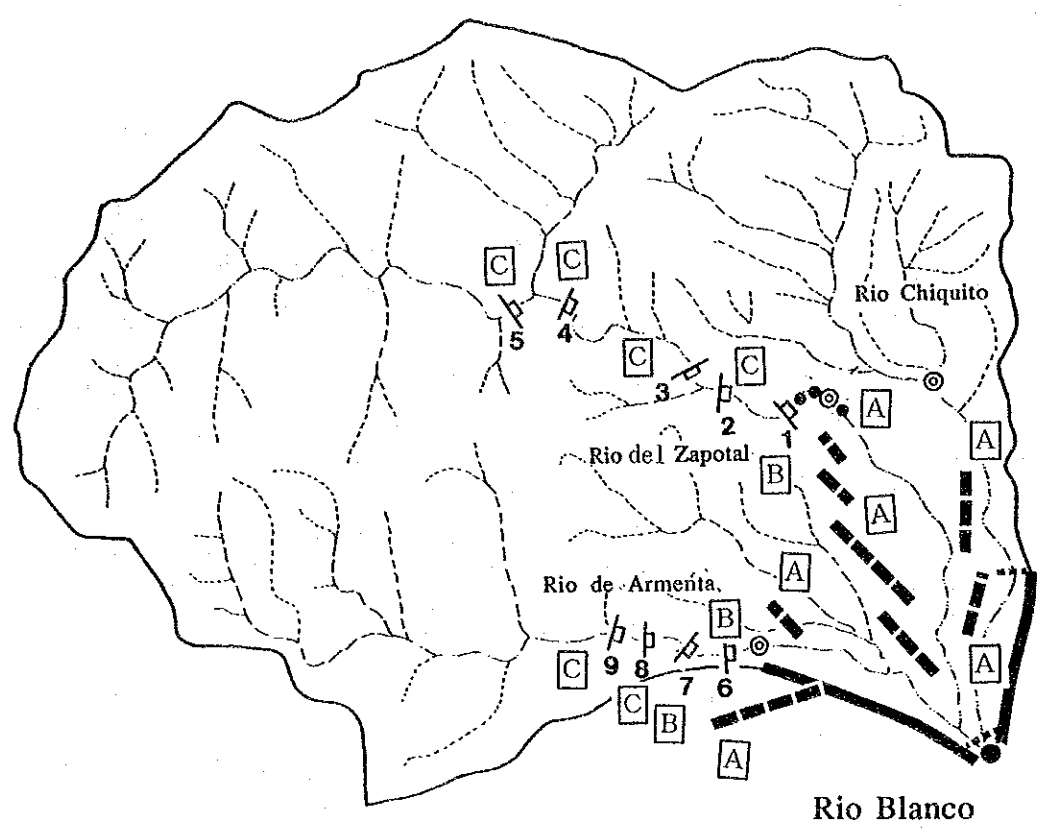 C
C
Rio Chiquito
5
4
C
C
3
2
1
A
A
Rio del Zapotal
B
A
A
Rio de Armenta
B
9
8
7
6
C
A
C
B
A
Rio Blanco